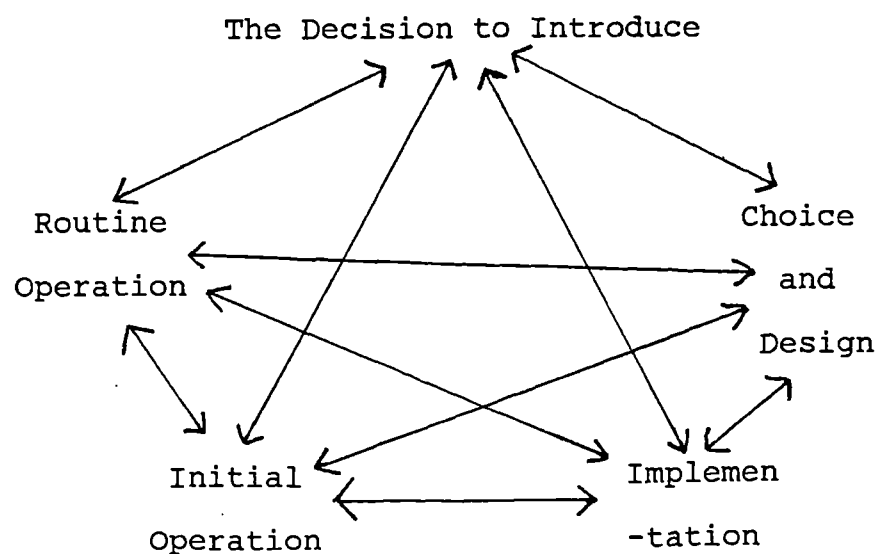 The Decision to Introduce
Routine
Operation
Choice
and
Design
Initial
Operation
Implemen
-tation